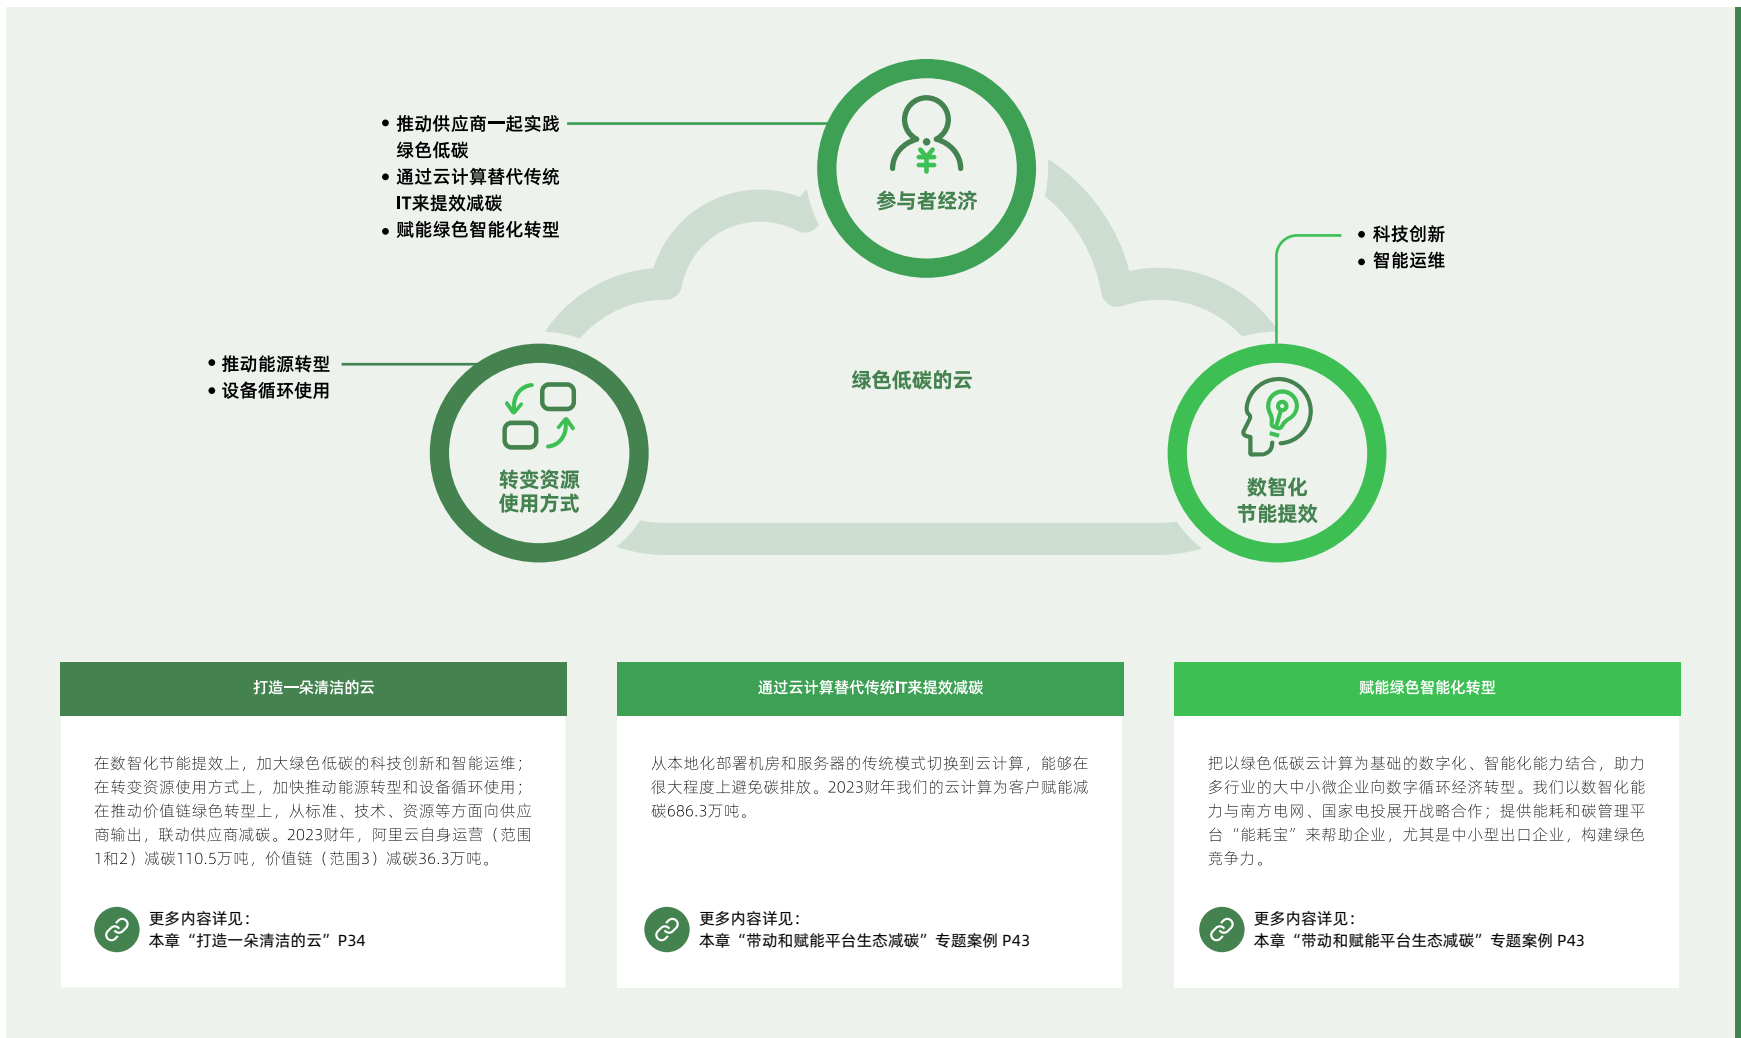 • 推动供应商一起实践
绿色低碳
• 通过云计算替代传统
IT来提效减碳
• 赋能绿色智能化转型
参与者经济
• 科技创新
• 智能运维
• 推动能源转型
• 设备循环使用
绿色低碳的云
转变资源
使用方式
数智化
节能提效
打造一朵清洁的云
在数智化节能提效上，加大绿色低碳的科技创新和智能运维；
在转变资源使用方式上，加快推动能源转型和设备循环使用；
在推动价值链绿色转型上，从标准、技术、资源等方面向供应
商输出，联动供应商减碳。2023财年，阿里云自身运营（范围
1和2）减碳110.5万吨，价值链（范围3）减碳36.3万吨。
更多内容详见：
本章“打造一朵清洁的云”P34
通过云计算替代传统IT来提效减碳
从本地化部署机房和服务器的传统模式切换到云计算，能够在
很大程度上避免碳排放。2023财年我们的云计算为客户赋能减
碳686.3万吨。
更多内容详见：
本章“带动和赋能平台生态减碳”专题案例 P43
赋能绿色智能化转型
把以绿色低碳云计算为基础的数字化、智能化能力结合，助力
多行业的大中小微企业向数字循环经济转型。我们以数智化能
力与南方电网、国家电投展开战略合作；提供能耗和碳管理平
台“能耗宝”来帮助企业，尤其是中小型出口企业，构建绿色
竞争力。
更多内容详见：
本章“带动和赋能平台生态减碳”专题案例 P43